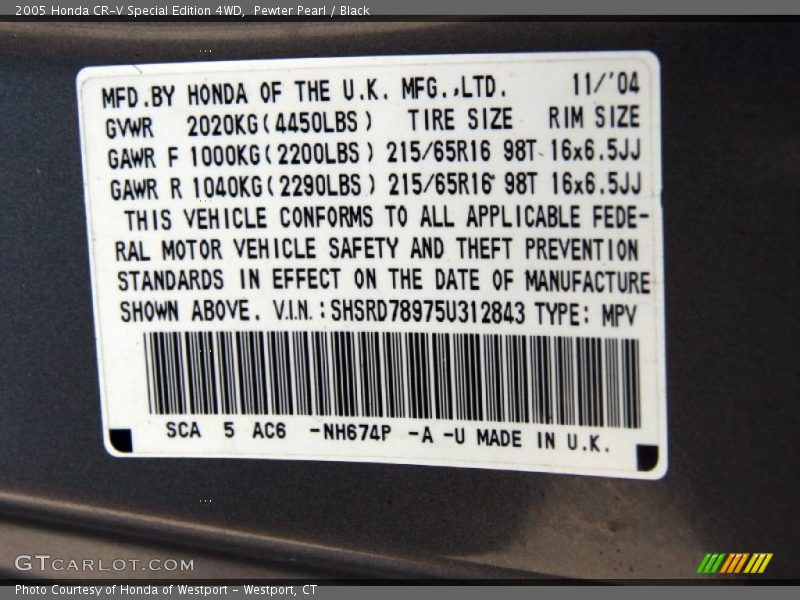 2005 Honda CR-V Special Edition 4WD, Pewter Pearl / Black
MFD.BY HONDA OF THE U.K. MFG.,LTD. 11/'04
GVWR 2020KG(4450LBS) TIRE SIZE RIM SIZE
GAWR F 1000KG(2200LBS) 215/65R16 98T 16x6.5JJ
GAWR R 1040KG(2290LBS) 215/65R16 98T 16x6.5JJ
THIS VEHICLE CONFORMS TO ALL APPLICABLE FEDE-
RAL MOTOR VEHICLE SAFETY AND THEFT PREVENTION
STANDARDS IN EFFECT ON THE DATE OF MANUFACTURE
SHOWN ABOVE. V.I.N.:SHSRD78975U312843 TYPE: MPV
SCA 5 AC6 -NH674P -A -U MADE IN U.K.
GTCARLOT.COM
Photo Courtesy of Honda of Westport - Westport, CT